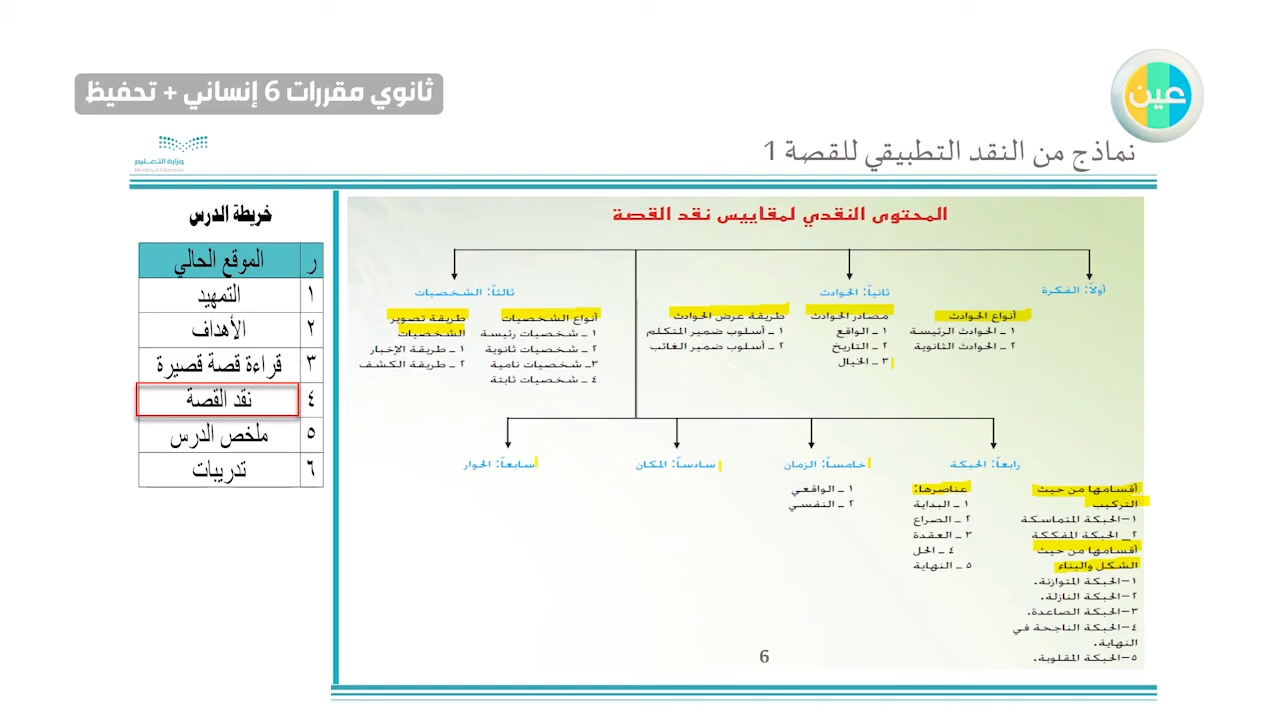 ثانوي مقررات 6 إنساني + تحفيظ
عين
نماذج من النقد التطبيقي للقصة 1
وزارة التعليم
Ministry of Education
خريطة الدرس
ر الموقع الحالي
١ التمهيد
٢ الأهداف
٣ قراءة قصة قصيرة
٤ نقد القصة
٥ ملخص الدرس
٦ تدريبات
المحتوى النقدي لمقاييس نقد القصة
أولاً: الفكرة
ثانياً: الحوادث
أنواع الحوادث
١ ـ الحوادث الرئيسة
٢ ـ الحوادث الثانوية
مصادر الحوادث
١ ـ الواقع
٢ ـ التاريخ
٣ ـ الخيال
طريقة عرض الحوادث
١ ـ أسلوب ضمير المتكلم
٢ ـ أسلوب ضمير الغائب
ثالثاً: الشخصيات
أنواع الشخصيات
١ ـ شخصيات رئيسة
٢ ـ شخصيات ثانوية
٣ـ شخصيات نامية
٤ ـ شخصيات ثابتة
طريقة تصوير
الشخصيات
١ ـ طريقة الإخبار
٢ ـ طريقة الكشف
رابعاً: الحبكة
أقسامها من حيث
التركيب
١–الحبكة المتماسكة
٢_ الحبكة المفككة
أقسامها من حيث
الشكل والبناء
١–الحبكة المتوازنة.
٢–الحبكة النازلة.
٣–الحبكة الصاعدة.
٤–الحبكة الناجحة في
النهاية.
٥–الحبكة المقلوبة.
عناصرها:
١ ـ البداية
٢ ـ الصراع
٣ ـ العقدة
٤ ـ الحل
٥ ـ النهاية
خامساً: الزمان
١ ـ الواقعي
٢ ـ النفسي
سادساً: المكان
سابعاً: الحوار
6